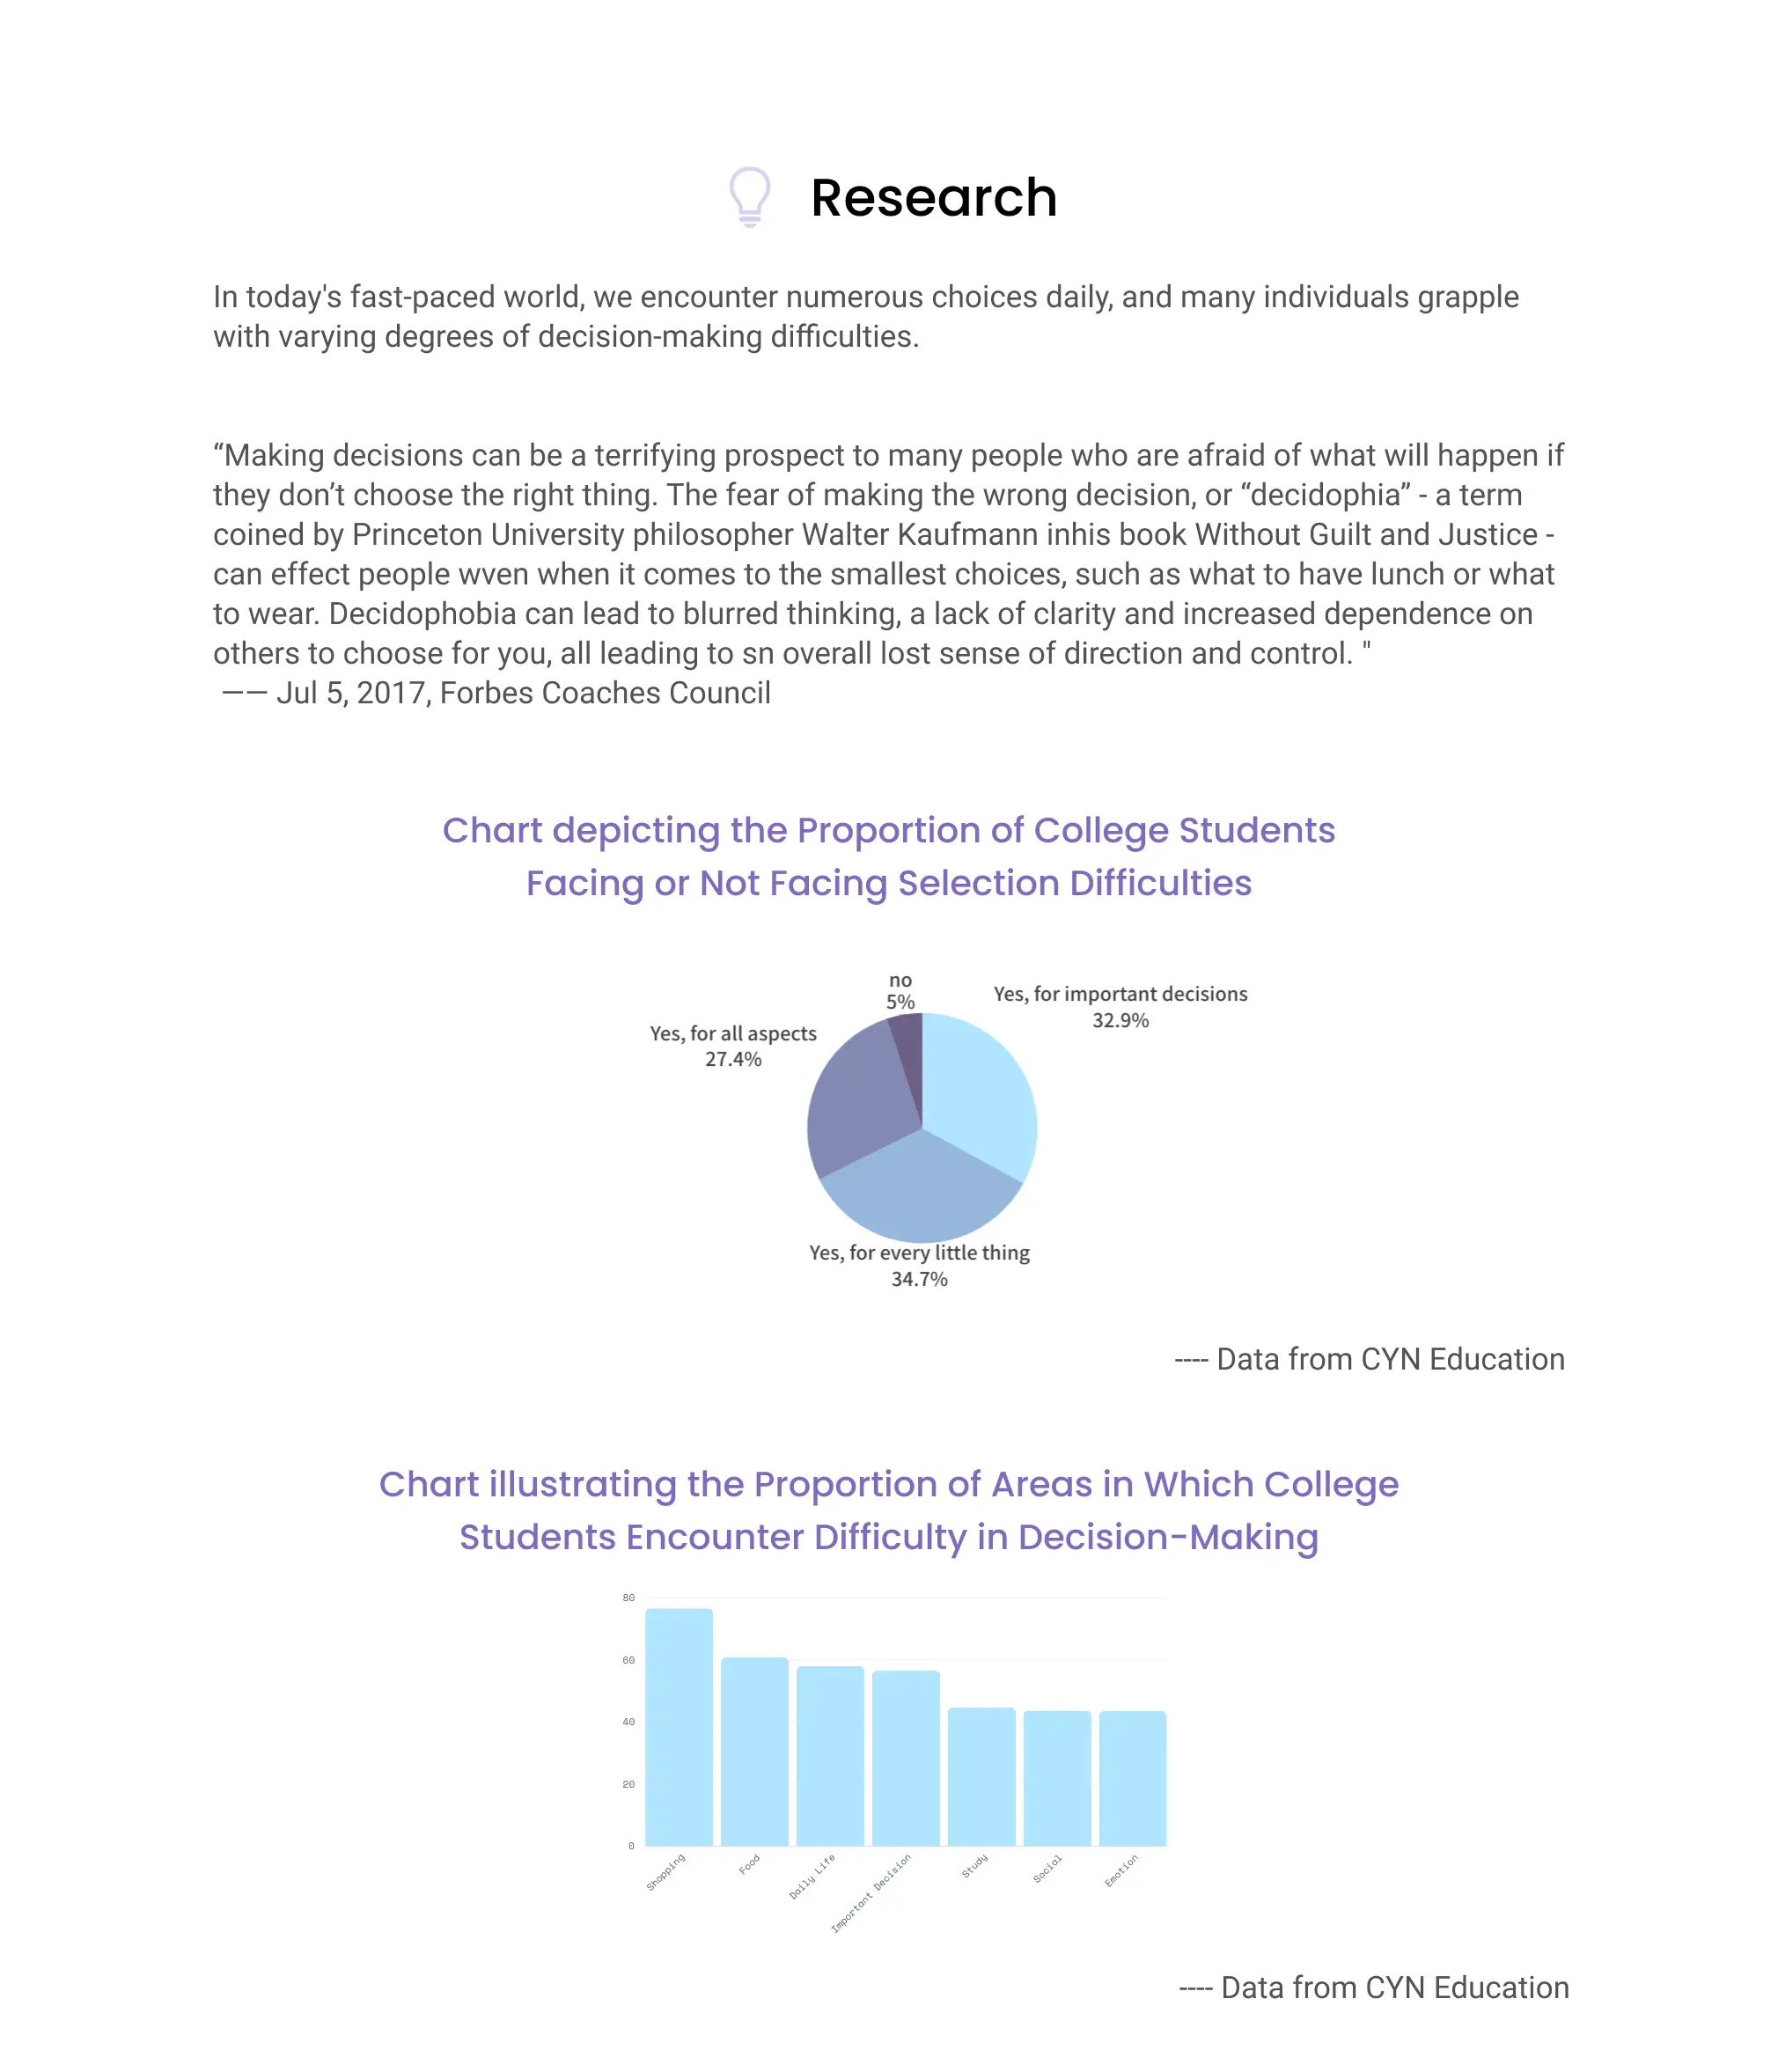 Research
In today's fast-paced world, we encounter numerous choices daily, and many individuals grapple
with varying degrees of decision-making difficulties.
“Making decisions can be a terrifying prospect to many people who are afraid of what will happen if
they don’t choose the right thing. The fear of making the wrong decision, or “decidophia” - a term
coined by Princeton University philosopher Walter Kaufmann inhis book Without Guilt and Justice -
can effect people wven when it comes to the smallest choices, such as what to have lunch or what
to wear. Decidophobia can lead to blurred thinking, a lack of clarity and increased dependence on
others to choose for you, all leading to sn overall lost sense of direction and control. "
—— Jul 5, 2017, Forbes Coaches Council
Chart depicting the Proportion of College Students
Facing or Not Facing Selection Difficulties
no
5%
Yes, for important decisions
32.9%
Yes, for all aspects
27.4%
Yes, for every little thing
34.7%
---- Data from CYN Education
Chart illustrating the Proportion of Areas in Which College
Students Encounter Difficulty in Decision-Making
80
60
40
20
0
Shopping
Food
Daily Life
Important Decision
Study
Social
Emotion
---- Data from CYN Education